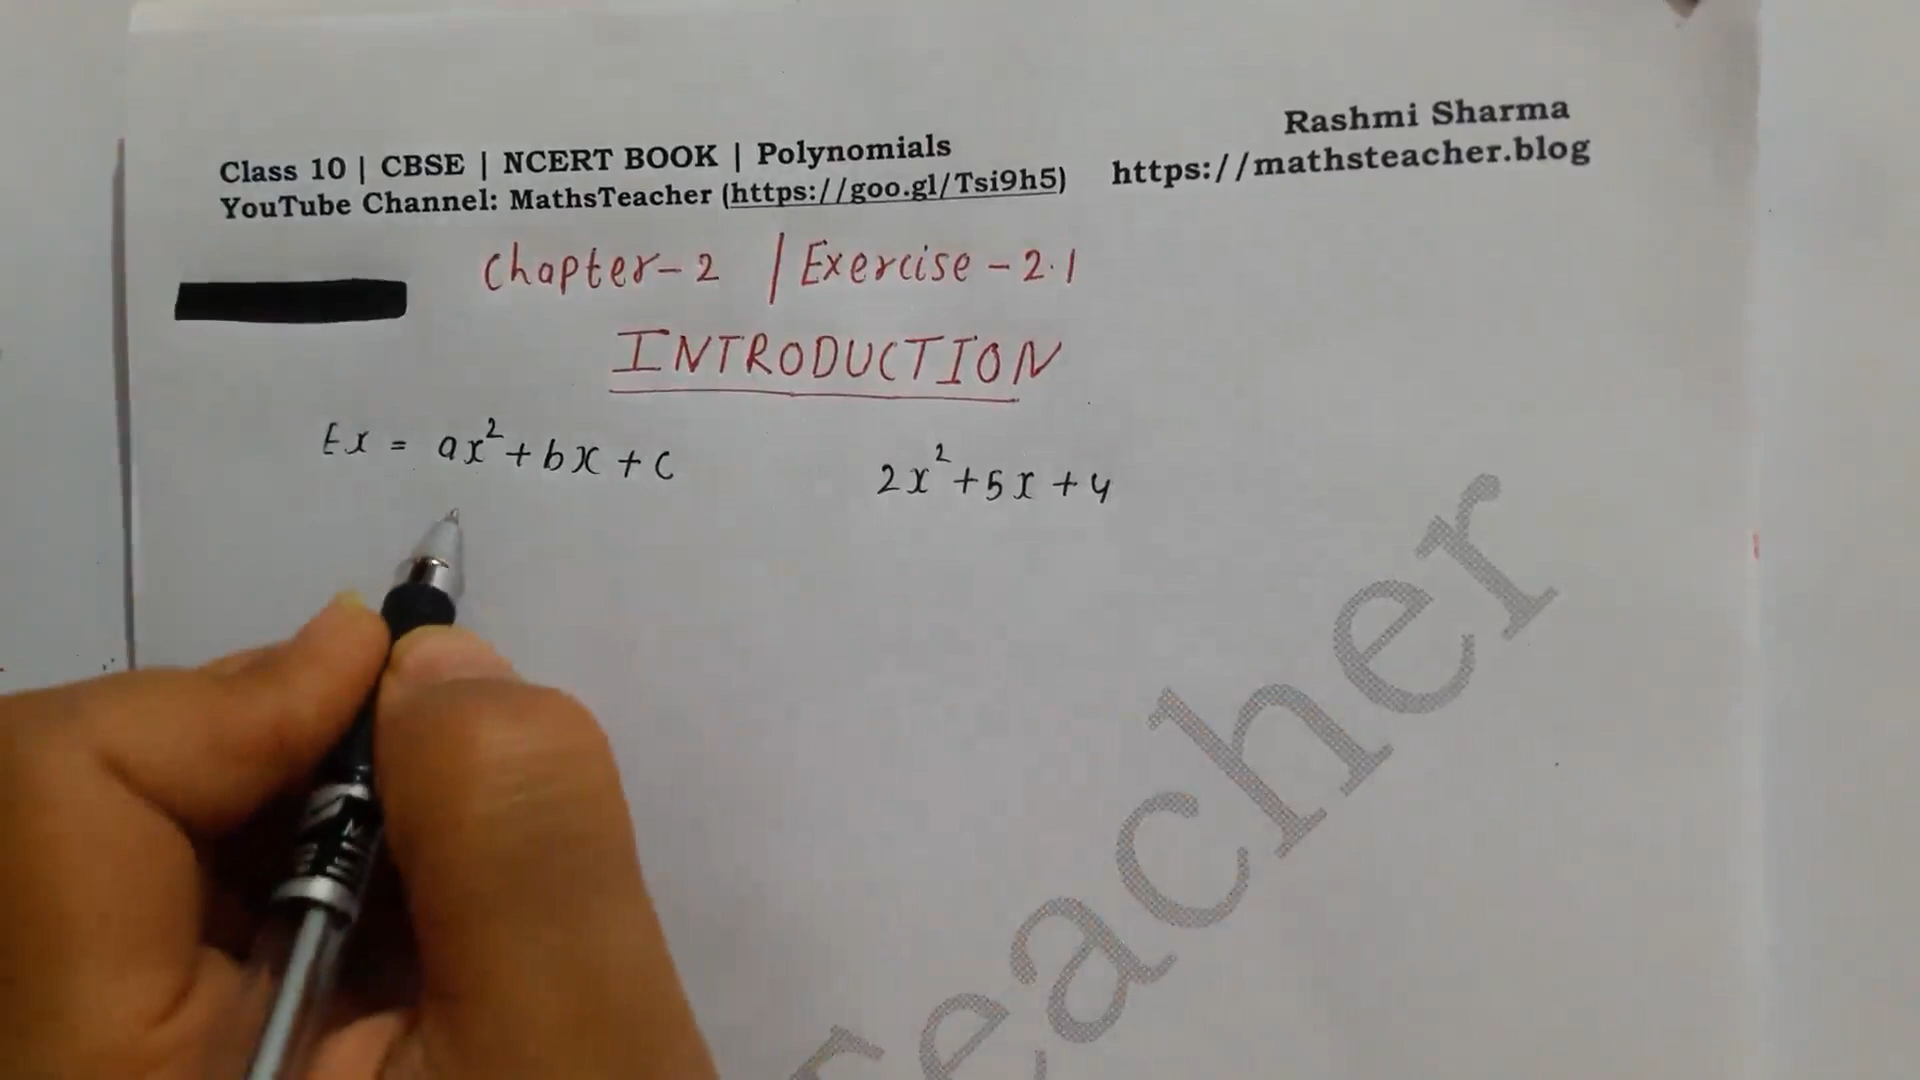 Rashmi Sharma
Class 10 | CBSE | NCERT BOOK | Polynomials
https://mathsteacher.blog
YouTube Channel: MathsTeacher (https://goo.gl/Tsi9h5)
Chapter-2 | Exercise-2.1
INTRODUCTION
Ex = ax²+bx+c
2x²+5x+4
eacher